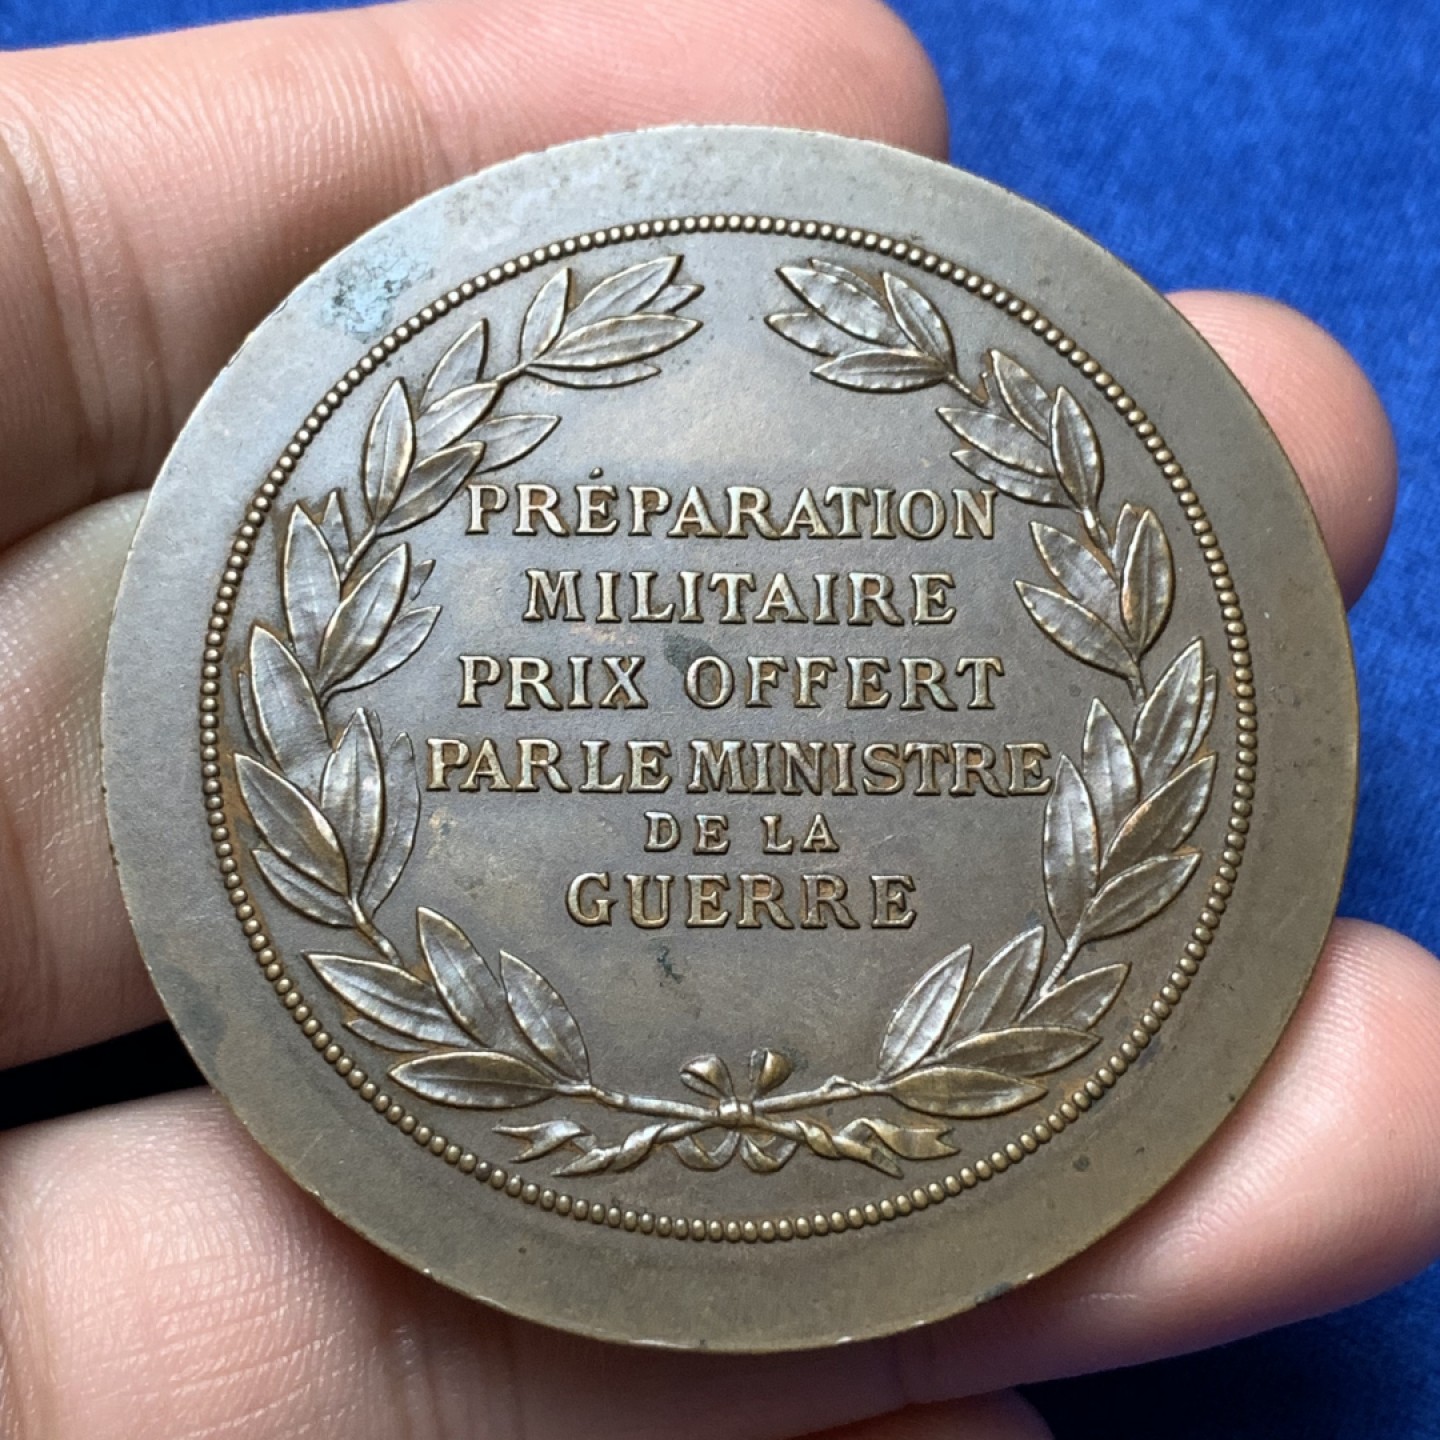 PRÉPARATION
MILITAIRE
PRIX OFFERT
PAR LE MINISTRE
DE LA
GUERRE